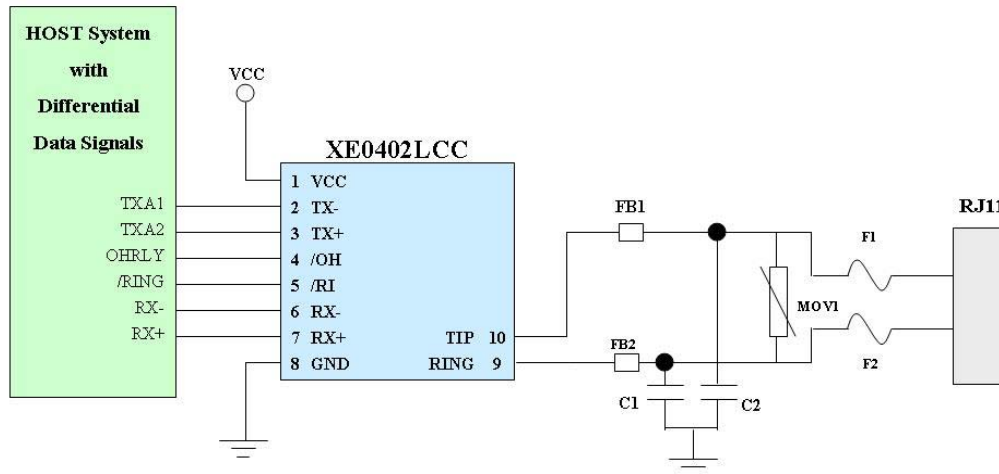 HOST System
with
Differential
Data Signals
VCC
XE0402LCC
TXA1
TXA2
OHRLY
/RING
RX-
RX+
1 VCC
2 TX-
3 TX+
4 /OH
5 /RI
6 RX-
7 RX+
8 GND
TIP 10
RING 9
FB1
FB2
C1
C2
MOV1
F1
F2
RJ11